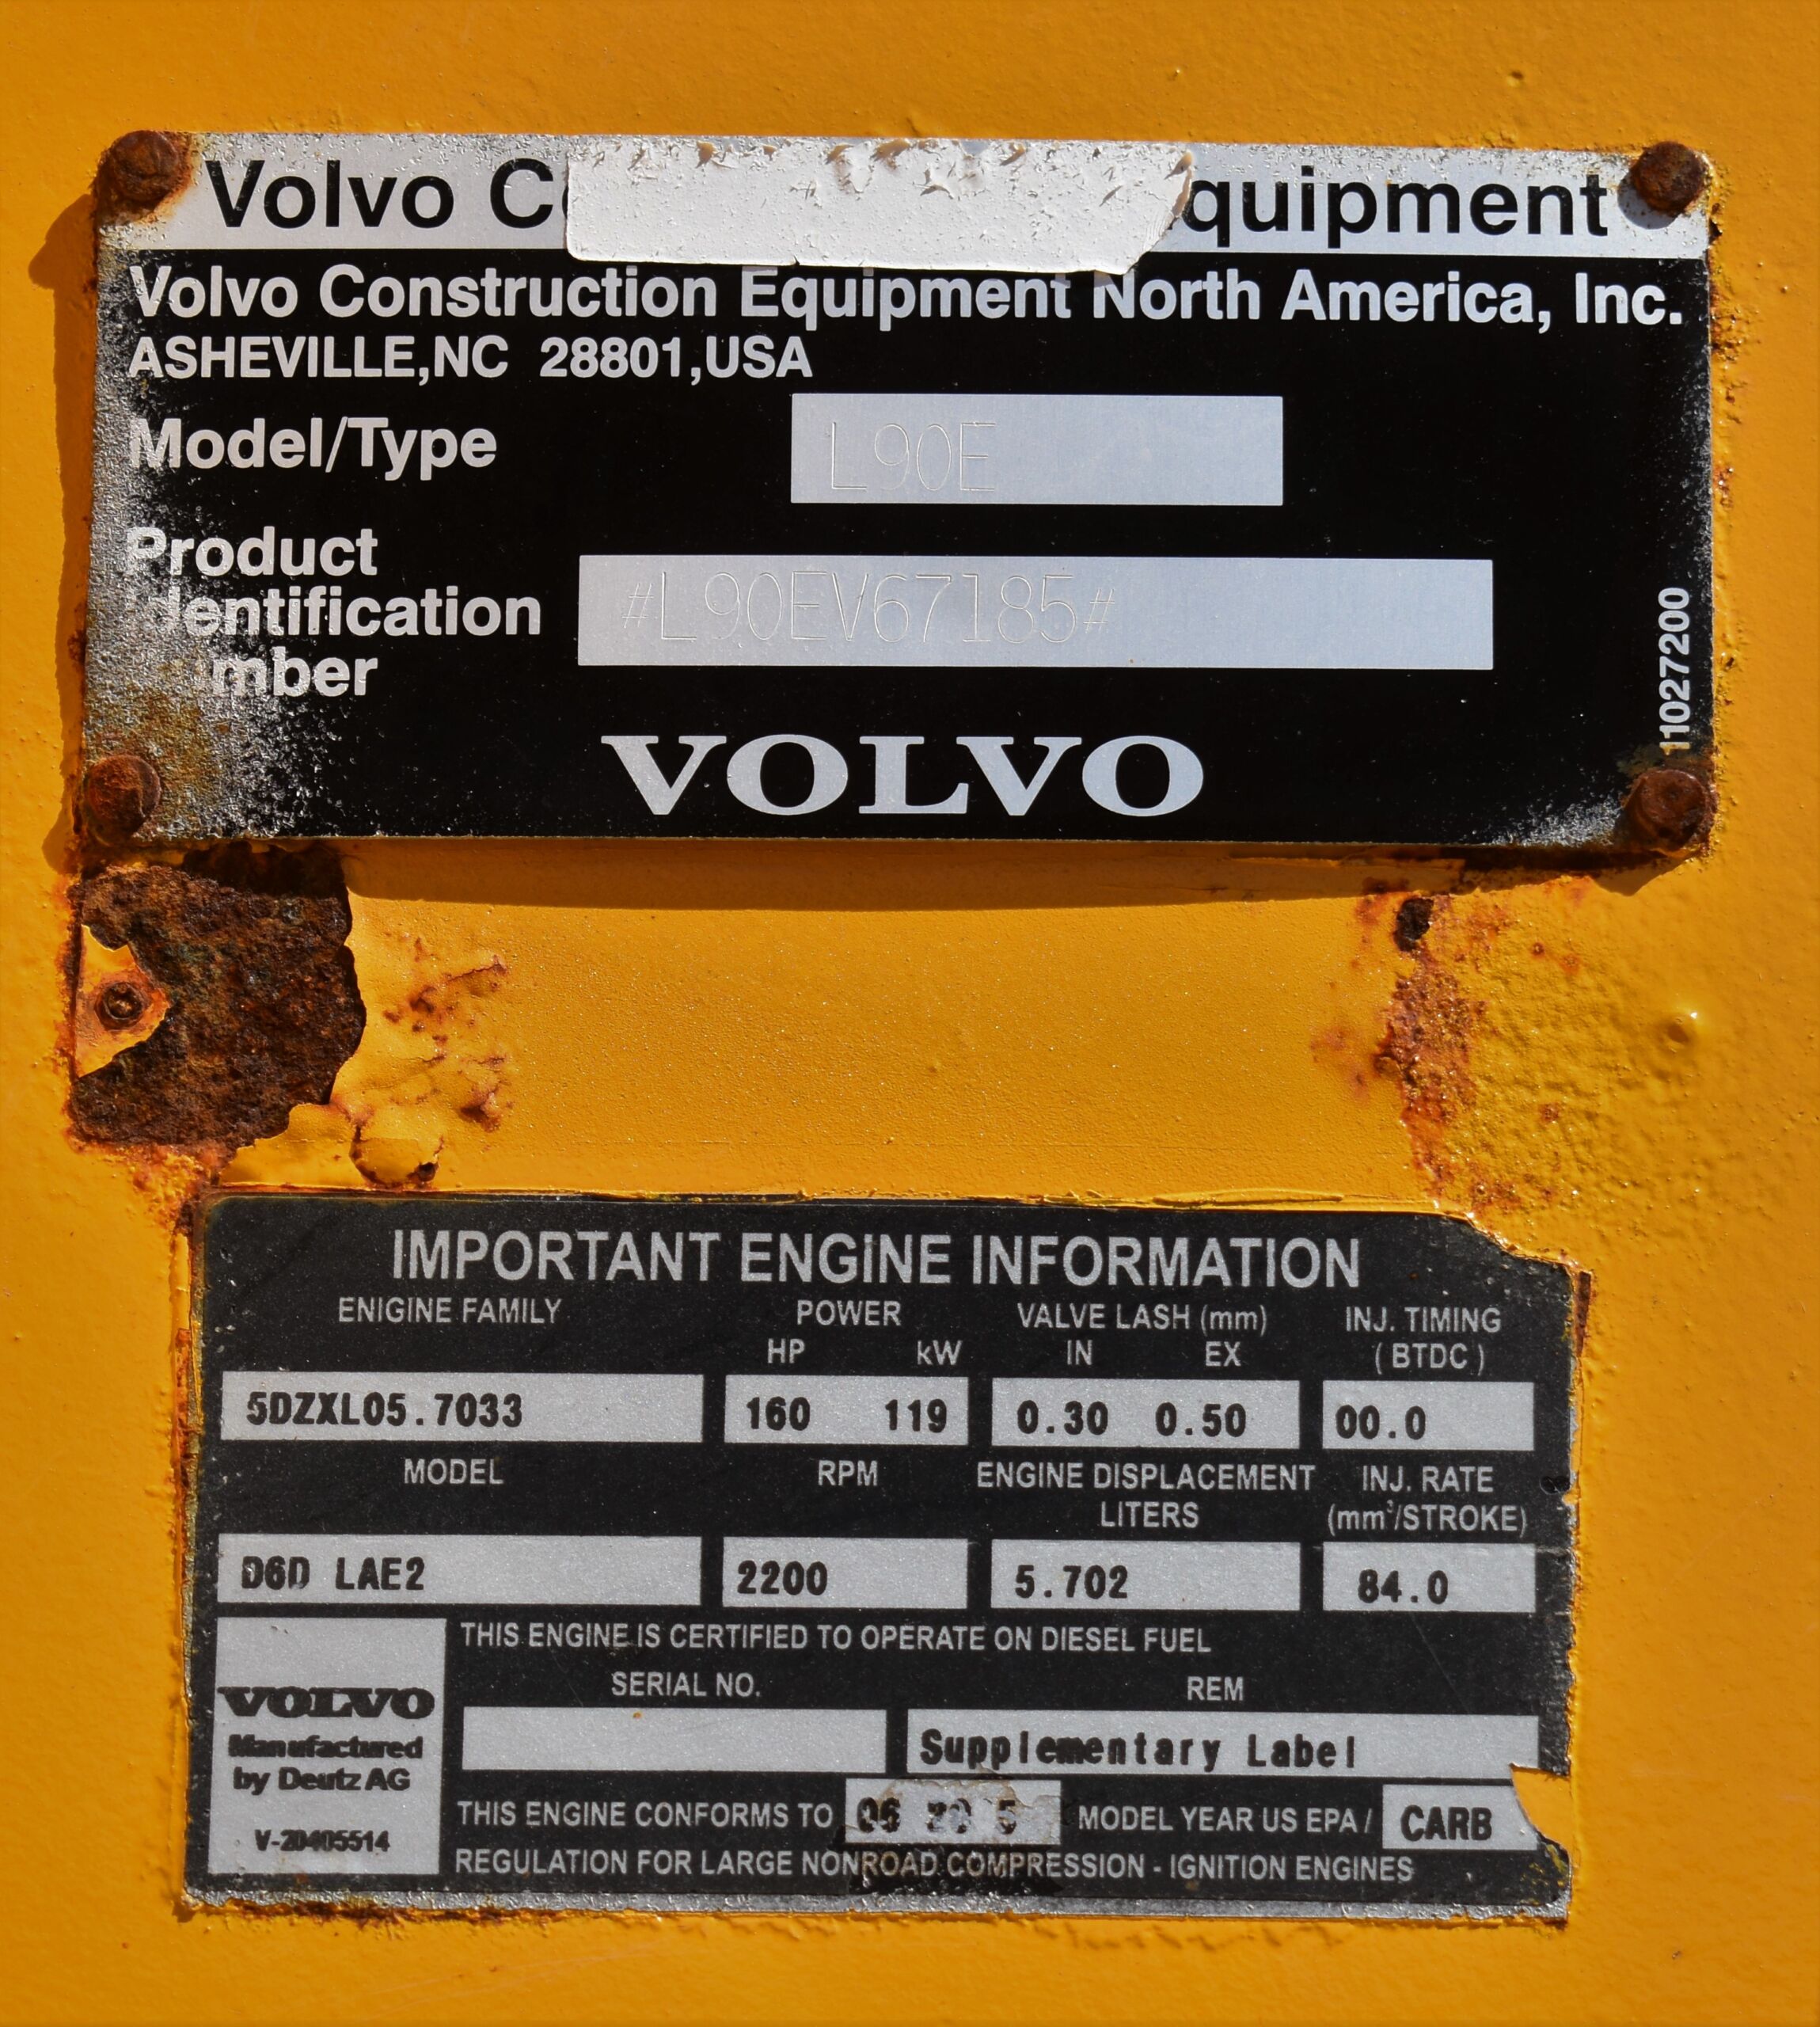 Volvo C quipment
Volvo Construction Equipment North America, Inc.
ASHEVILLE,NC 28801,USA
Model/Type L90E
Product
Identification #L90EV67185#
mber
11027200
VOLVO
IMPORTANT ENGINE INFORMATION
ENIGINE FAMILY POWER VALVE LASH (mm) INJ. TIMING
HP kW IN EX ( BTDC )
5DZXL05.7033 160 119 0.30 0.50 00.0
MODEL RPM ENGINE DISPLACEMENT INJ. RATE
LITERS (mm³/STROKE)
D6D LAE2 2200 5.702 84.0
THIS ENGINE IS CERTIFIED TO OPERATE ON DIESEL FUEL
SERIAL NO. REM
VOLVO
Manufactured
by Deutz AG
V-20405514
Supplementary Label
THIS ENGINE CONFORMS TO 06 MODEL YEAR US EPA / CARB
REGULATION FOR LARGE NONROAD COMPRESSION - IGNITION ENGINES